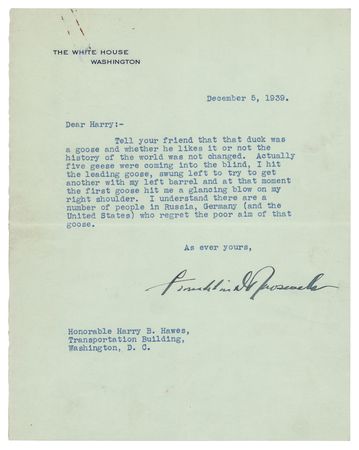 THE WHITE HOUSE
WASHINGTON
December 5, 1939.
Dear Harry:-
Tell your friend that that duck was
a goose and whether he likes it or not the
history of the world was not changed. Actually
five geese were coming into the blind, I hit
the leading goose, swung left to try to get
another with my left barrel and at that moment
the first goose hit me a glancing blow on my
right shoulder. I understand there are a
number of people in Russia, Germany (and the
United States) who regret the poor aim of that
goose.
As ever yours,
Franklin D Roosevelt
Honorable Harry B. Hawes,
Transportation Building,
Washington, D. C.